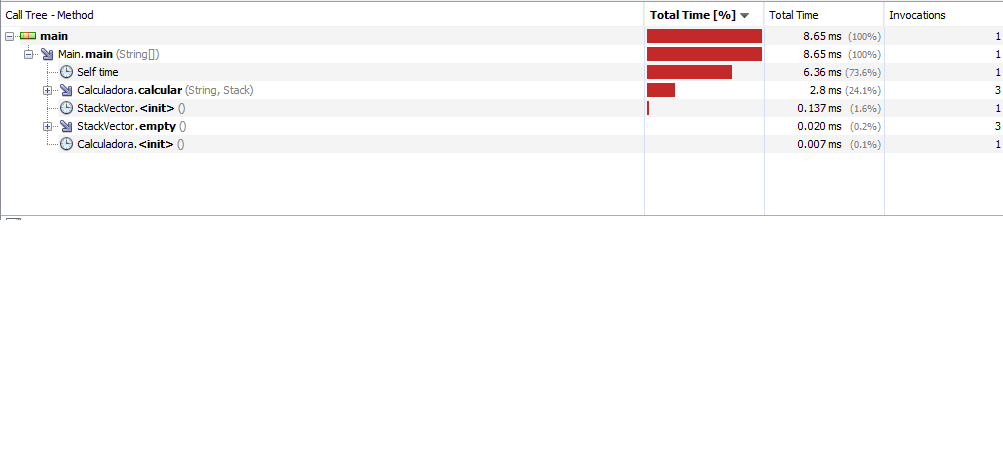 Call Tree - Method Total Time [%] Total Time Invocations
main 8.65 ms (100%) 1
Main.main (String[]) 8.65 ms (100%) 1
Self time 6.36 ms (73.6%) 1
Calculadora.calcular (String, Stack) 2.8 ms (24.1%) 3
StackVector.<init> () 0.137 ms (1.6%) 1
StackVector.empty () 0.020 ms (0.2%) 3
Calculadora.<init> () 0.007 ms (0.1%) 1